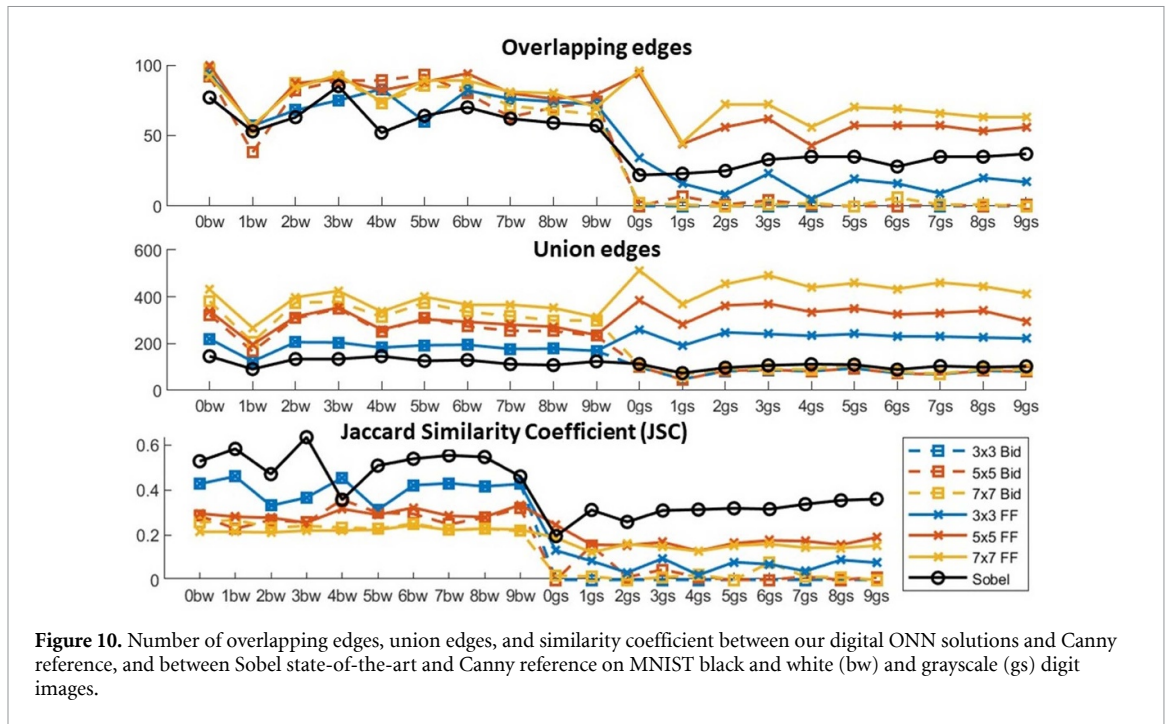 Overlapping edges
100
50
0
0bw 1bw 2bw 3bw 4bw 5bw 6bw 7bw 8bw 9bw 0gs 1gs 2gs 3gs 4gs 5gs 6gs 7gs 8gs 9gs
Union edges
600
400
200
0
0bw 1bw 2bw 3bw 4bw 5bw 6bw 7bw 8bw 9bw 0gs 1gs 2gs 3gs 4gs 5gs 6gs 7gs 8gs 9gs
Jaccard Similarity Coefficient (JSC)
0.6
0.4
0.2
0
0bw 1bw 2bw 3bw 4bw 5bw 6bw 7bw 8bw 9bw 0gs 1gs 2gs 3gs 4gs 5gs 6gs 7gs 8gs 9gs
3x3 Bid
5x5 Bid
7x7 Bid
3x3 FF
5x5 FF
7x7 FF
Sobel
Figure 10. Number of overlapping edges, union edges, and similarity coefficient between our digital ONN solutions and Canny
reference, and between Sobel state-of-the-art and Canny reference on MNIST black and white (bw) and grayscale (gs) digit
images.